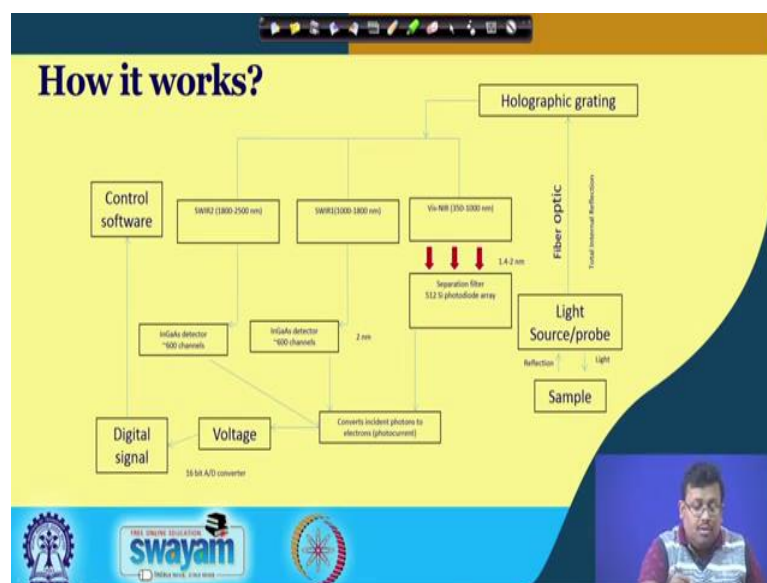 How it works?
Holographic grating
Control
software
SWIR2 (1800-2500 nm)
SWIR1(1000-1800 nm)
Vis-NIR (350-1000 nm)
Fiber optic
Total Internal Reflection
1.4-2 nm
Separation filter
512 Si photodiode array
Light
Source/probe
InGaAs detector
~600 channels
InGaAs detector
~600 channels
2 nm
Reflection
Light
Sample
Digital
signal
Voltage
Converts incident photons to
electrons (photocurrent)
16 bit A/D converter
FREE ONLINE EDUCATION
swayam